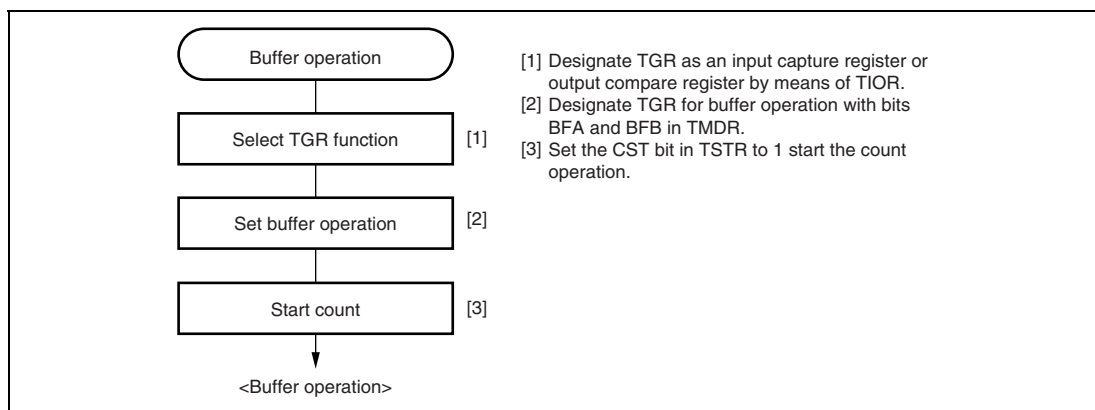 Buffer operation
Select TGR function
[1]
Set buffer operation
[2]
Start count
[3]
<Buffer operation>
[1] Designate TGR as an input capture register or
output compare register by means of TIOR.
[2] Designate TGR for buffer operation with bits
BFA and BFB in TMDR.
[3] Set the CST bit in TSTR to 1 start the count
operation.